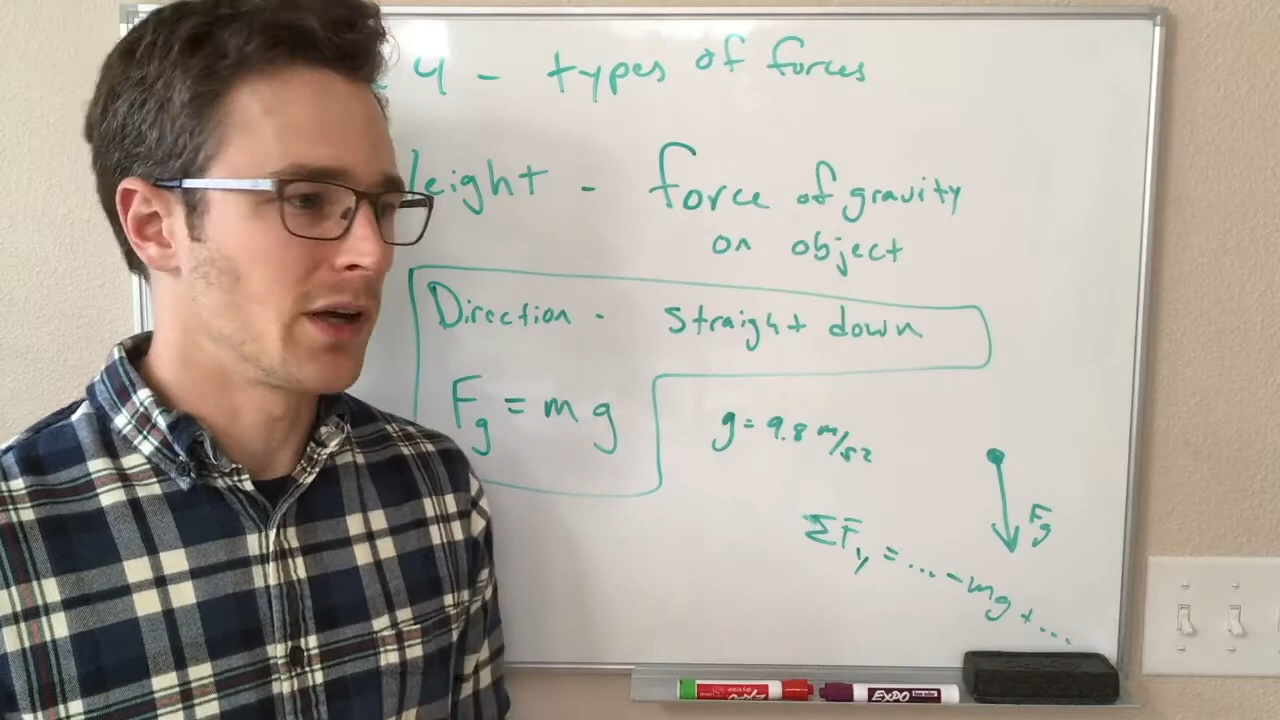 4 - types of forces
eight - force of gravity
on object
Direction - straight down
Fg = mg
g = 9.8 m/s2
Fg
ΣFy = ... - mg + ...
EXPO